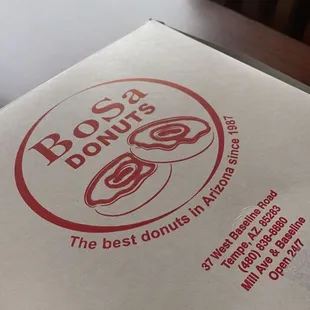 BoSa
DONUTS
The best donuts in Arizona since 1987
37 West Baseline Road
Tempe, AZ. 85283
(480) 838-8880
Mill Ave & Baseline
Open 24/7